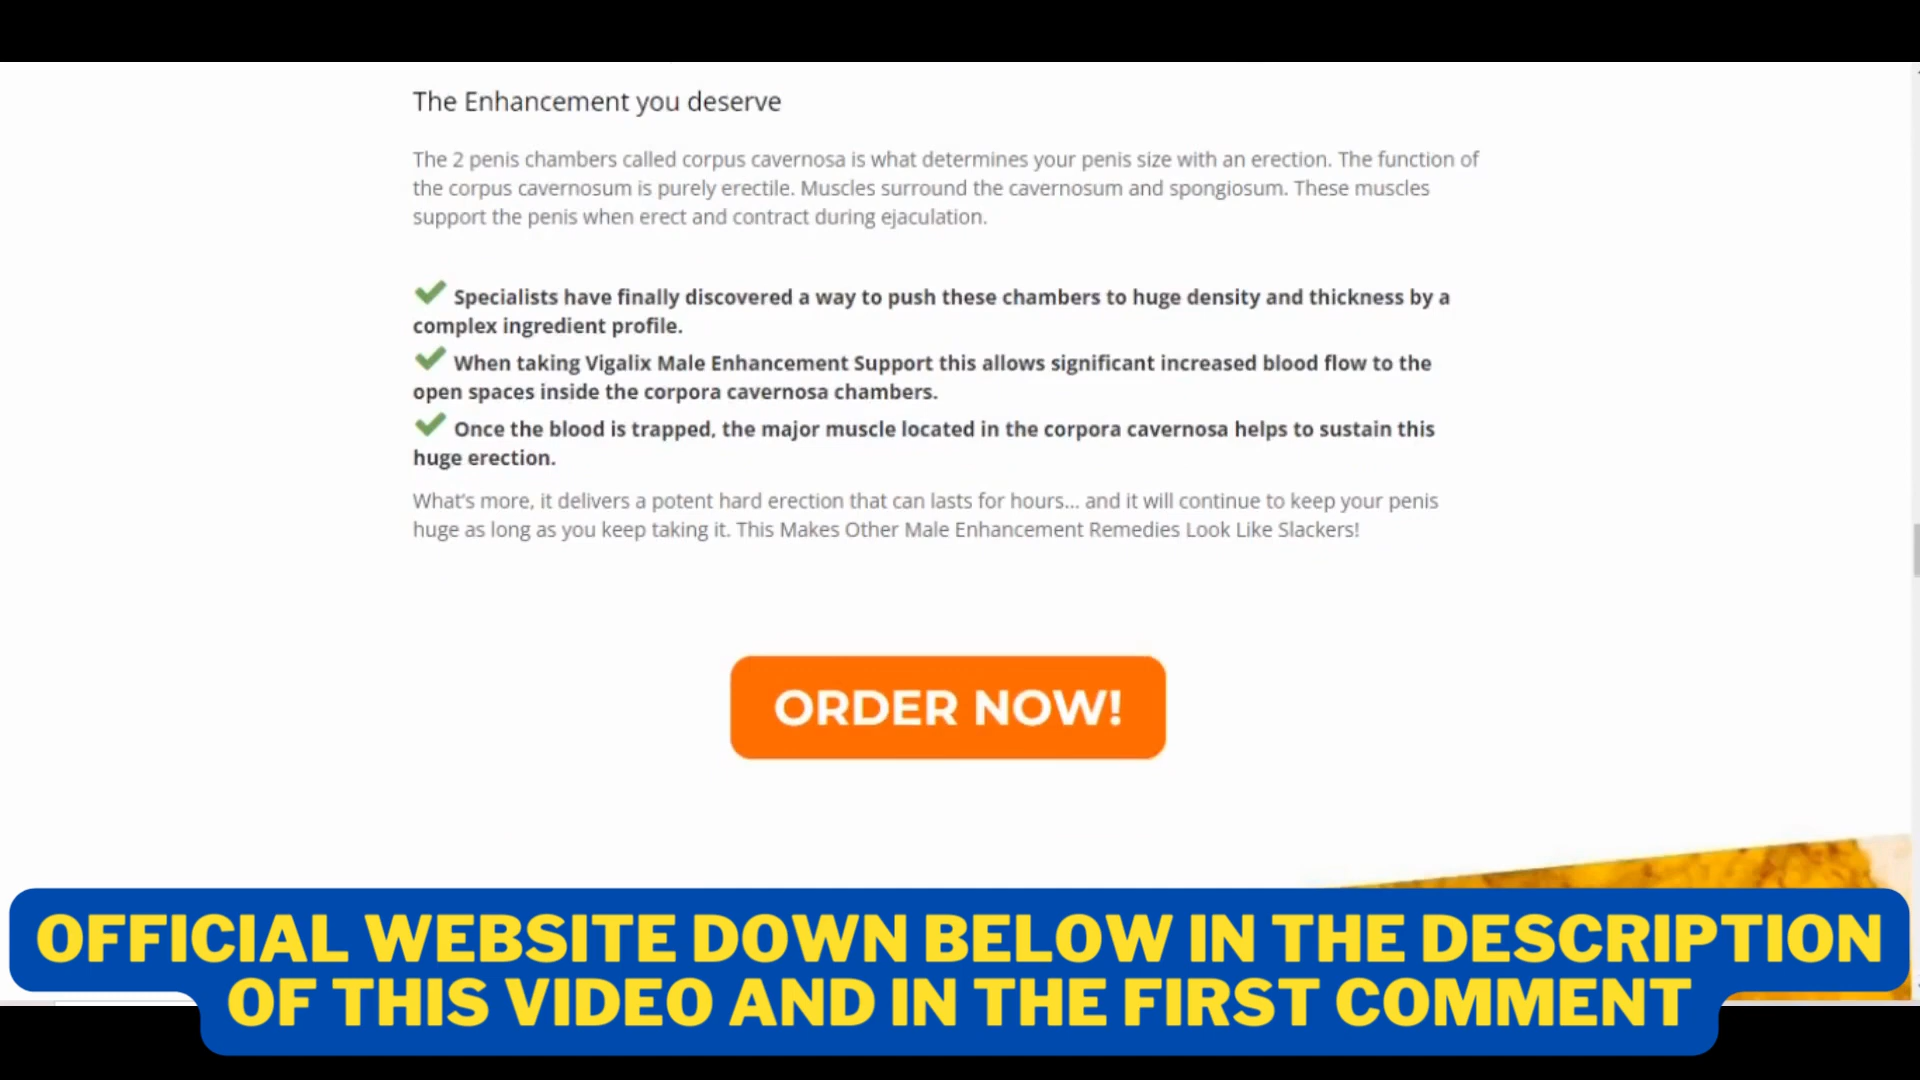 The Enhancement you deserve
The 2 penis chambers called corpus cavernosa is what determines your penis size with an erection. The function of
the corpus cavernosum is purely erectile. Muscles surround the cavernosum and spongiosum. These muscles
support the penis when erect and contract during ejaculation.
Specialists have finally discovered a way to push these chambers to huge density and thickness by a
complex ingredient profile.
When taking Vigalix Male Enhancement Support this allows significant increased blood flow to the
open spaces inside the corpora cavernosa chambers.
Once the blood is trapped, the major muscle located in the corpora cavernosa helps to sustain this
huge erection.
What's more, it delivers a potent hard erection that can lasts for hours... and it will continue to keep your penis
huge as long as you keep taking it. This Makes Other Male Enhancement Remedies Look Like Slackers!
ORDER NOW!
OFFICIAL WEBSITE DOWN BELOW IN THE DESCRIPTION
OF THIS VIDEO AND IN THE FIRST COMMENT